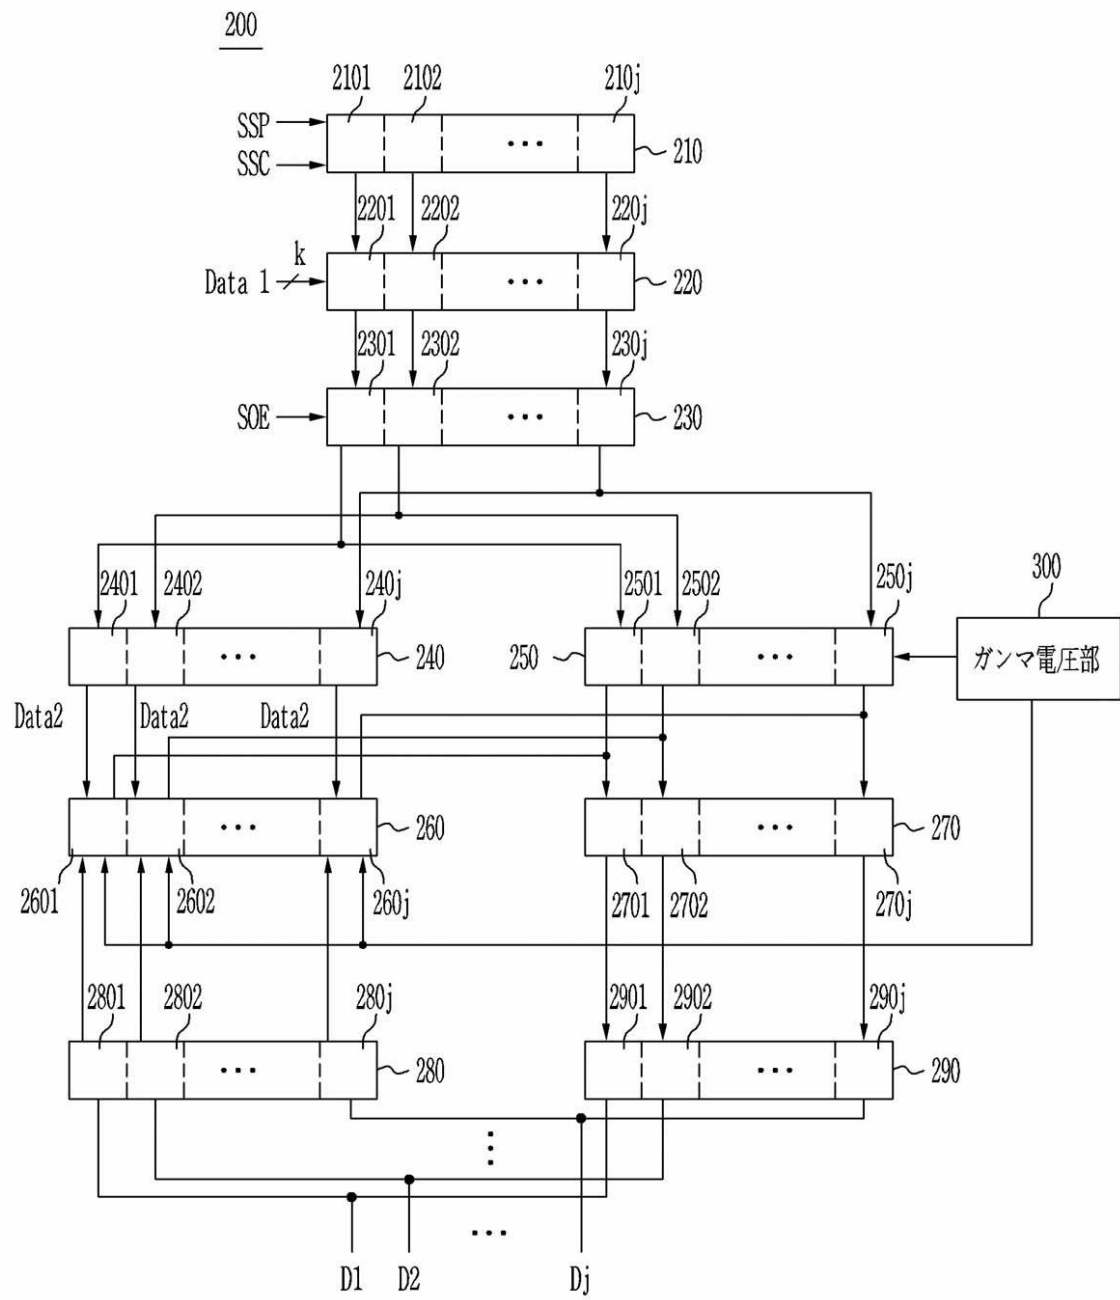 200
2101 2102 210j
SSP
SSC
210
2201 2202 220j
k
Data 1
220
2301 2302 230j
SOE
230
2401 2402 240j 2501 2502 250j 300
240 250 ガンマ電圧部
Data2 Data2 Data2
260 270
2601 2602 260j 2701 2702 270j
2801 2802 280j 2901 2902 290j
280 290
D1 D2 Dj